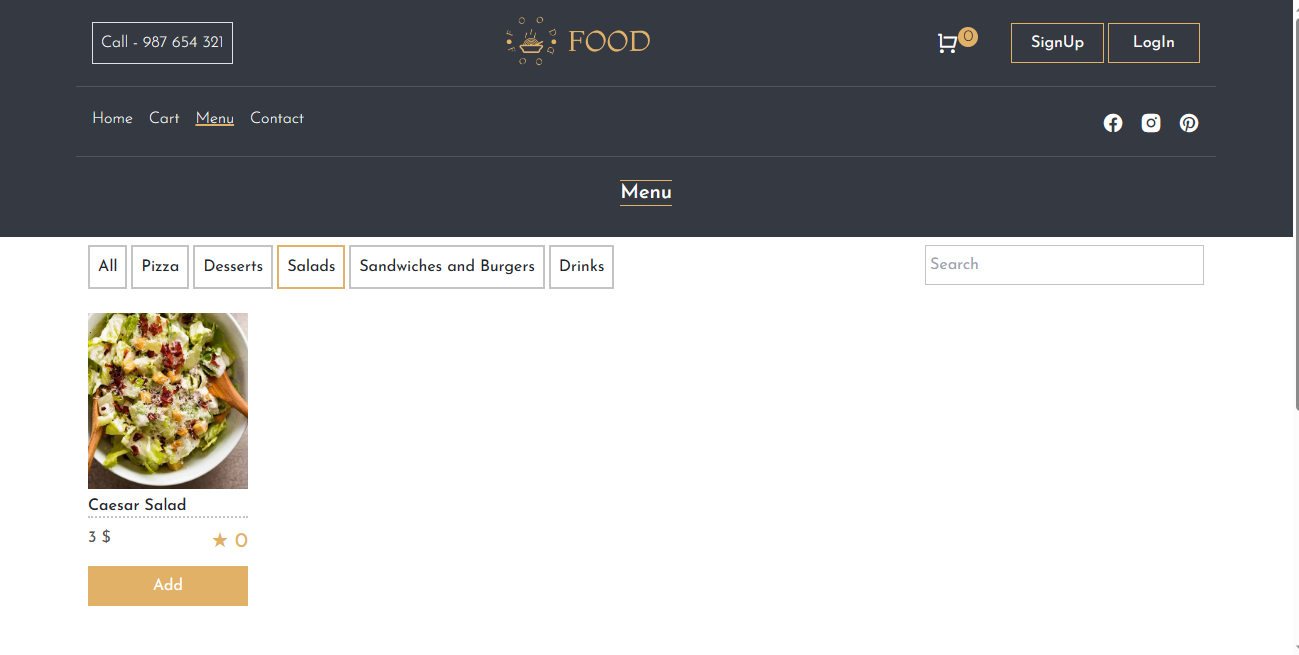 Call - 987 654 321
FOOD
0
SignUp
LogIn
Home
Cart
Menu
Contact
Menu
All
Pizza
Desserts
Salads
Sandwiches and Burgers
Drinks
Search
Caesar Salad
3 $
★ 0
Add